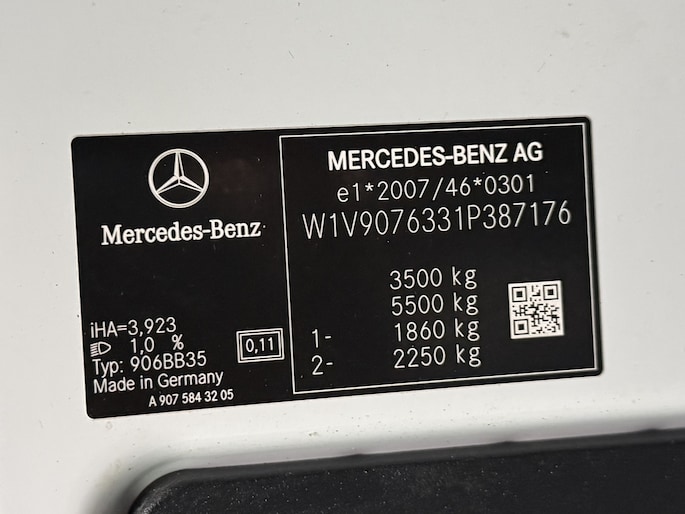 Mercedes-Benz
iHA=3,923
1,0 %
Typ: 906BB35
Made in Germany
A 907 584 32 05
0,11
MERCEDES-BENZ AG
e1*2007/46*0301
W1V9076331P387176
3500 kg
5500 kg
1- 1860 kg
2- 2250 kg